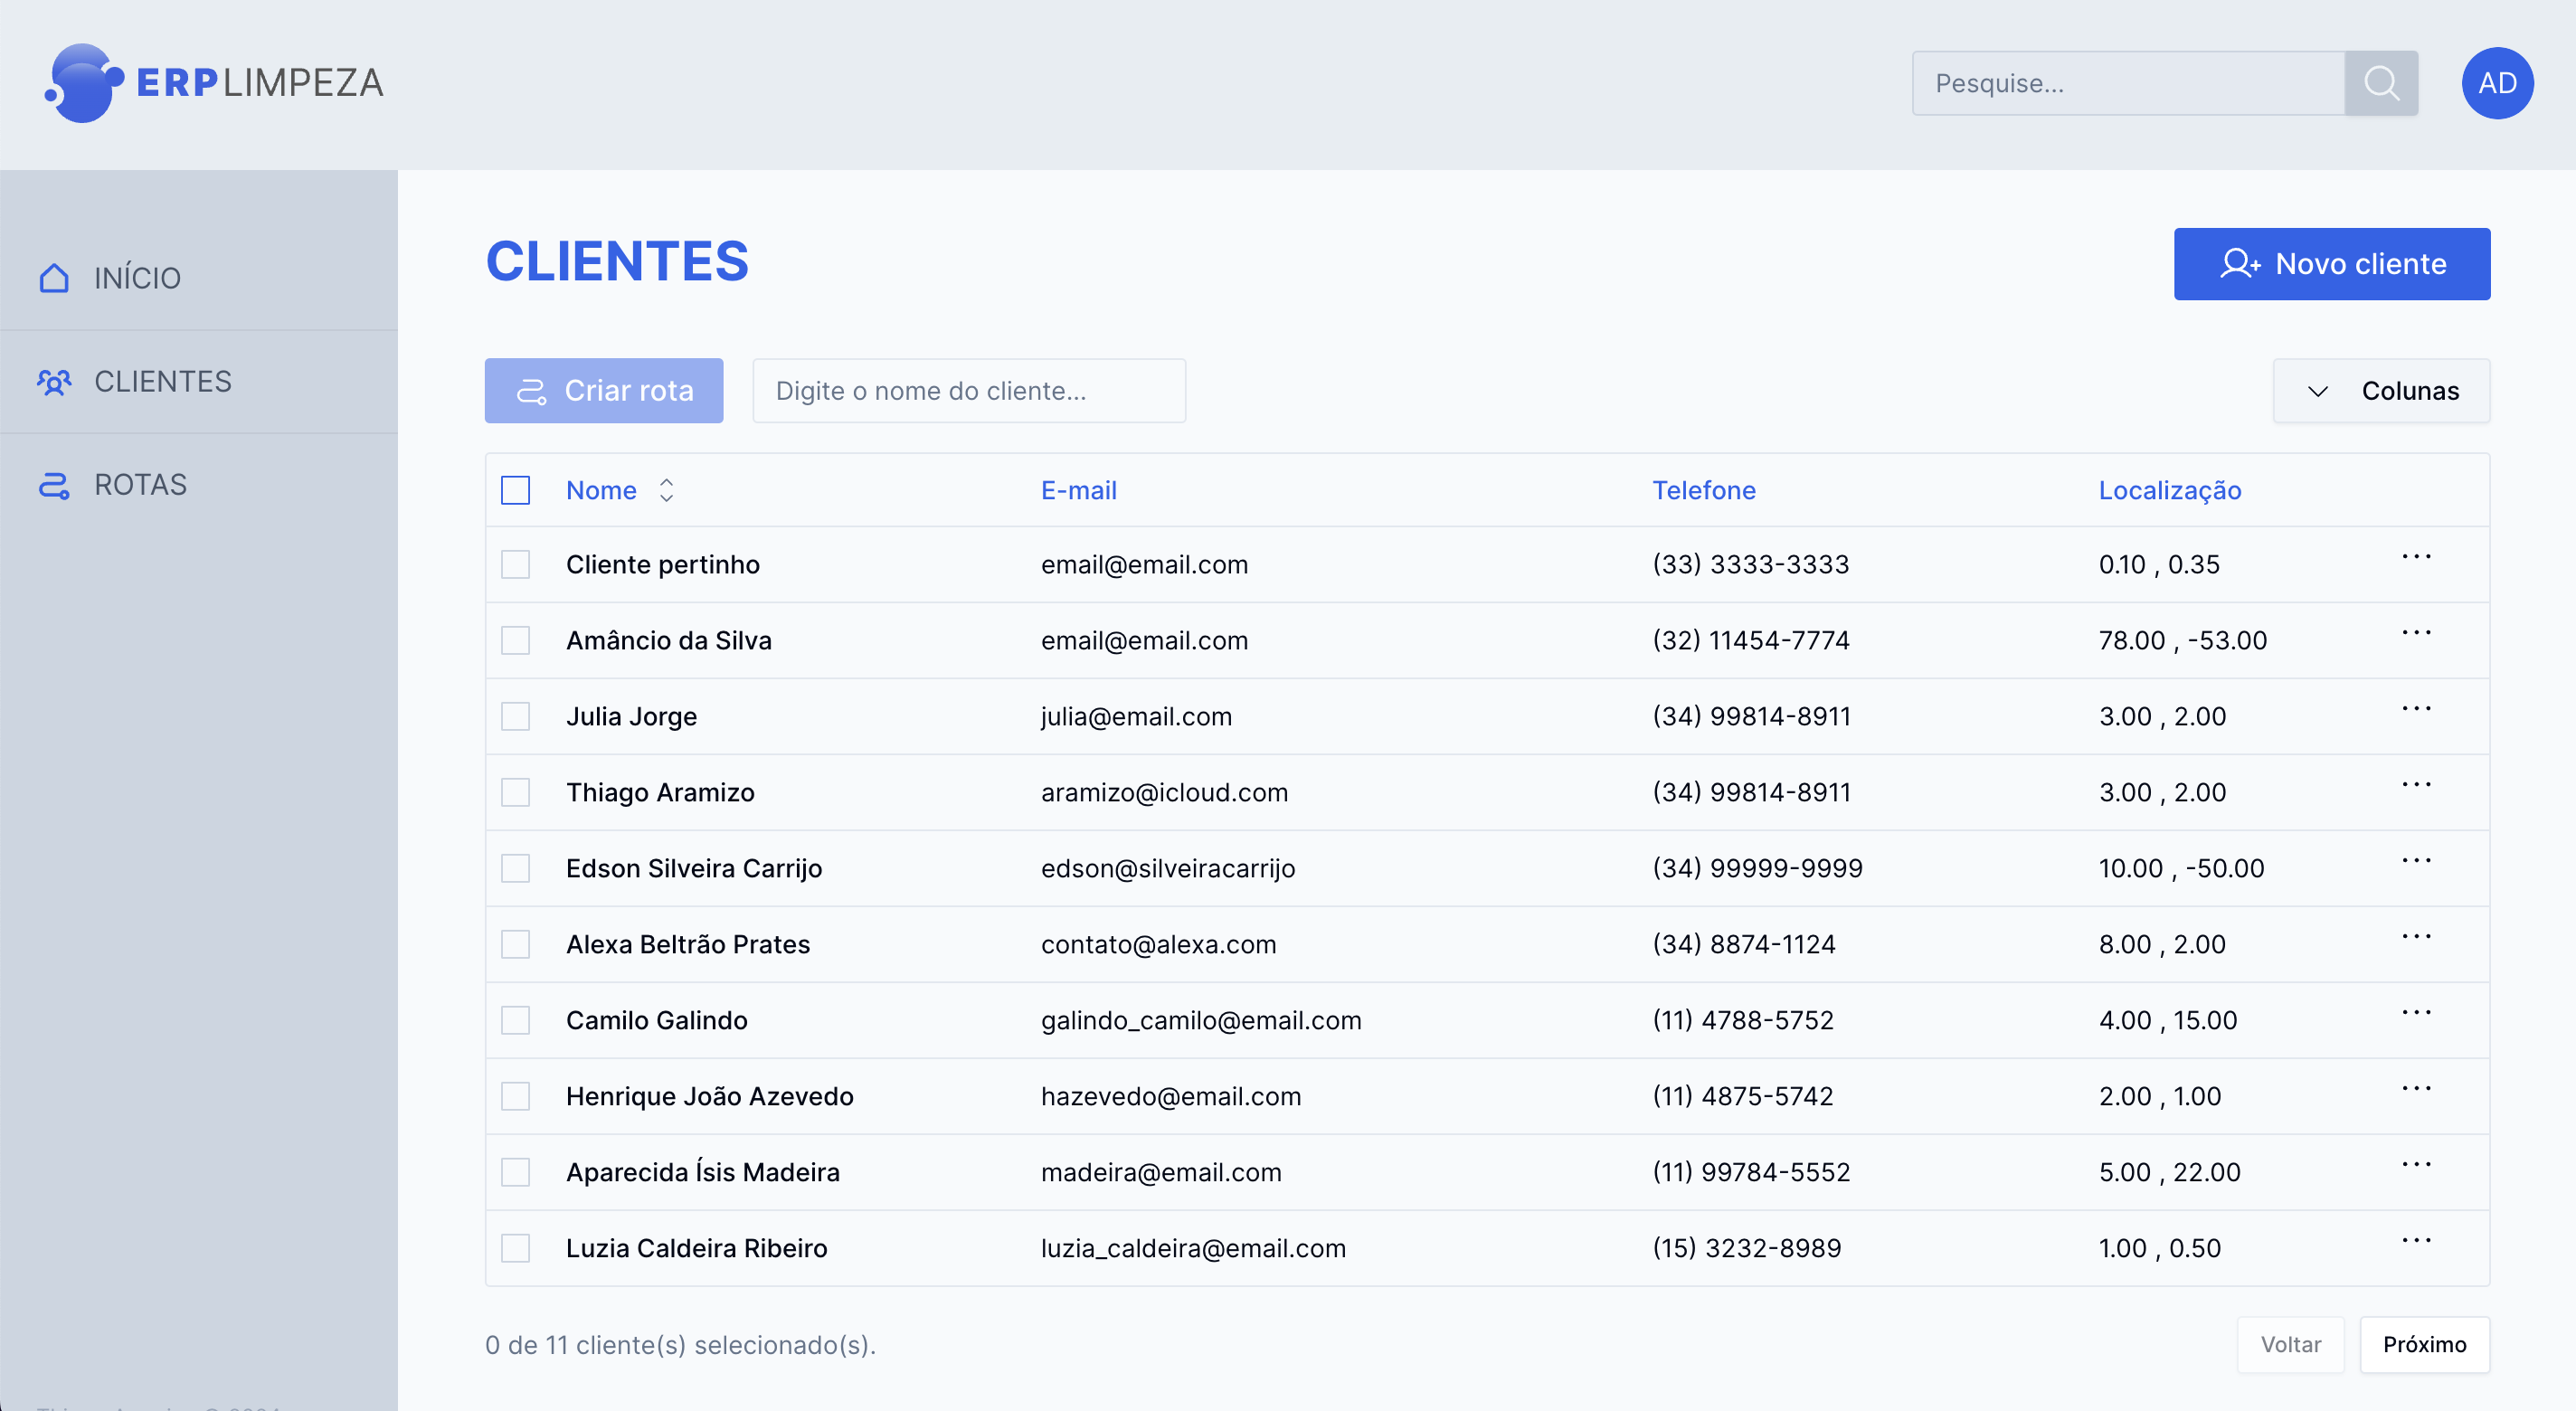 ERPLIMPEZA
Pesquise...
AD
INÍCIO
CLIENTES
ROTAS
CLIENTES
Novo cliente
Criar rota
Digite o nome do cliente...
Colunas
Nome E-mail Telefone Localização
Cliente pertinho email@email.com (33) 3333-3333 0.10 , 0.35 ...
Amâncio da Silva email@email.com (32) 11454-7774 78.00 , -53.00 ...
Julia Jorge julia@email.com (34) 99814-8911 3.00 , 2.00 ...
Thiago Aramizo aramizo@icloud.com (34) 99814-8911 3.00 , 2.00 ...
Edson Silveira Carrijo edson@silveiracarrijo (34) 99999-9999 10.00 , -50.00 ...
Alexa Beltrão Prates contato@alexa.com (34) 8874-1124 8.00 , 2.00 ...
Camilo Galindo galindo_camilo@email.com (11) 4788-5752 4.00 , 15.00 ...
Henrique João Azevedo hazevedo@email.com (11) 4875-5742 2.00 , 1.00 ...
Aparecida Ísis Madeira madeira@email.com (11) 99784-5552 5.00 , 22.00 ...
Luzia Caldeira Ribeiro luzia_caldeira@email.com (15) 3232-8989 1.00 , 0.50 ...
0 de 11 cliente(s) selecionado(s).
Voltar
Próximo